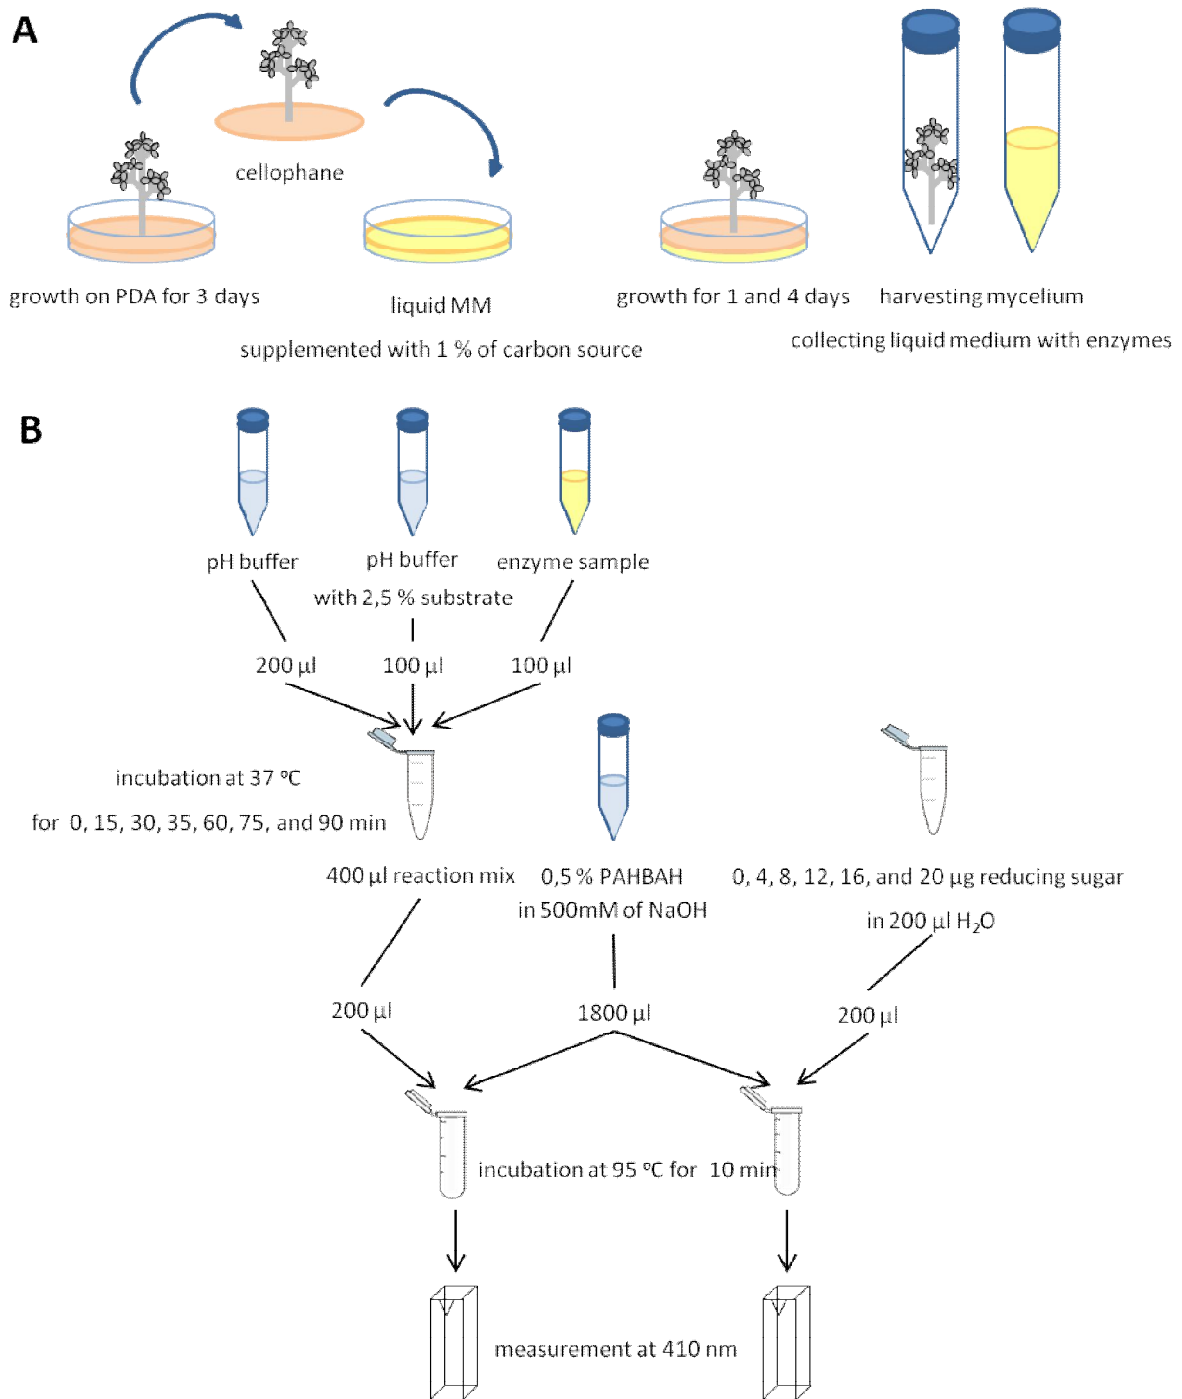 A
cellophane
growth on PDA for 3 days
liquid MM
supplemented with 1 % of carbon source
growth for 1 and 4 days
harvesting mycelium
collecting liquid medium with enzymes
B
pH buffer
pH buffer
with 2,5 % substrate
enzyme sample
200 µl
100 µl
100 µl
incubation at 37 °C
for 0, 15, 30, 35, 60, 75, and 90 min
400 µl reaction mix
0,5 % PAHBAH
in 500mM of NaOH
0, 4, 8, 12, 16, and 20 µg reducing sugar
in 200 µl H₂O
200 µl
1800 µl
200 µl
incubation at 95 °C for 10 min
measurement at 410 nm